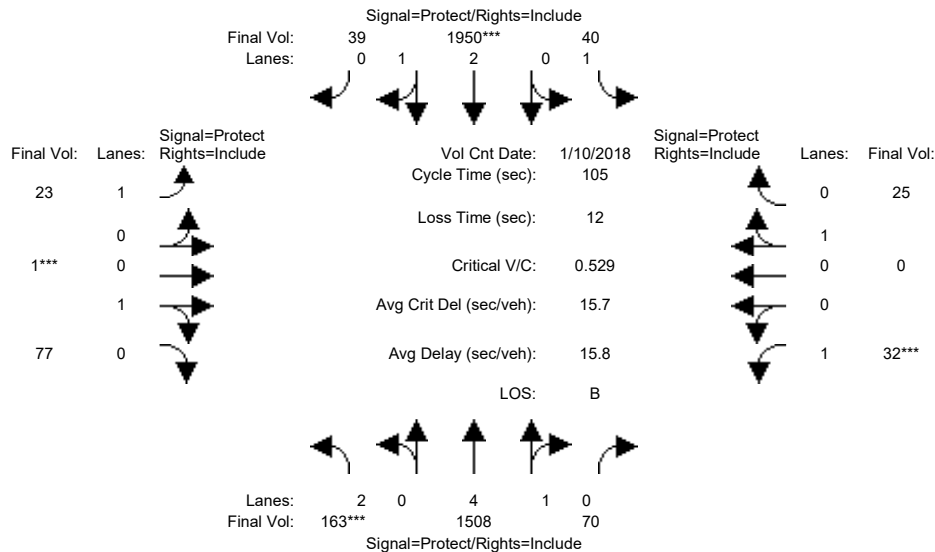 Signal=Protect/Rights=Include
Final Vol: 39 1950*** 40
Lanes: 0 1 2 0 1
Signal=Protect Signal=Protect
Final Vol: Lanes: Rights=Include Vol Cnt Date: 1/10/2018 Rights=Include Lanes: Final Vol:
Cycle Time (sec): 105
23 1 0 25
Loss Time (sec): 12
0 1
1*** 0 Critical V/C: 0.529 0 0
1 Avg Crit Del (sec/veh): 15.7 0
77 0 Avg Delay (sec/veh): 15.8 1 32***
LOS: B
Lanes: 2 0 4 1 0
Final Vol: 163*** 1508 70
Signal=Protect/Rights=Include